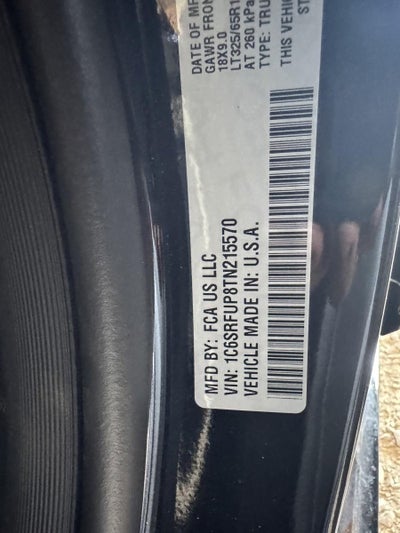 MFD BY: FCA US LLC
VIN: 1C6SRFUP8TN215570
VEHICLE MADE IN: U.S.A.
DATE OF MF
GAWR FRON
18X9.0
LT325/65R1
AT 260 kPa
TYPE: TRU
THIS VEHI
ST